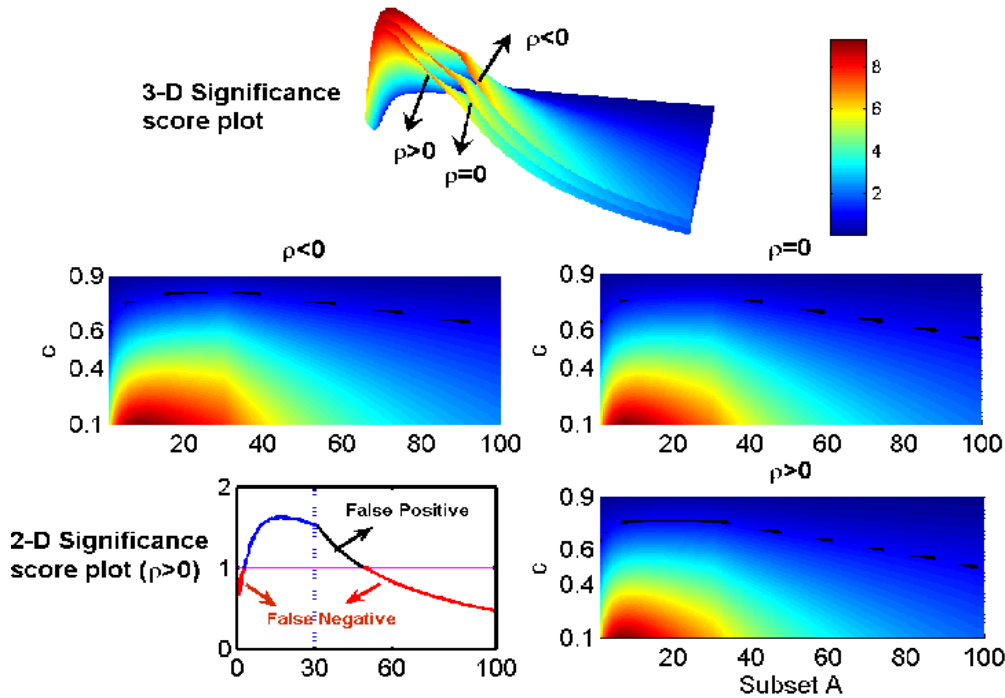 ρ<0
3-D Significance
score plot
ρ>0
ρ=0
8
6
4
2
ρ<0
c
0.9
0.6
0.4
0.1
20 40 60 80 100
ρ=0
c
0.9
0.6
0.4
0.1
20 40 60 80 100
2-D Significance
score plot (ρ>0)
2
1
0
False Positive
False Negative
0 30 60 100
ρ>0
c
0.9
0.6
0.4
0.1
20 40 60 80 100
Subset A